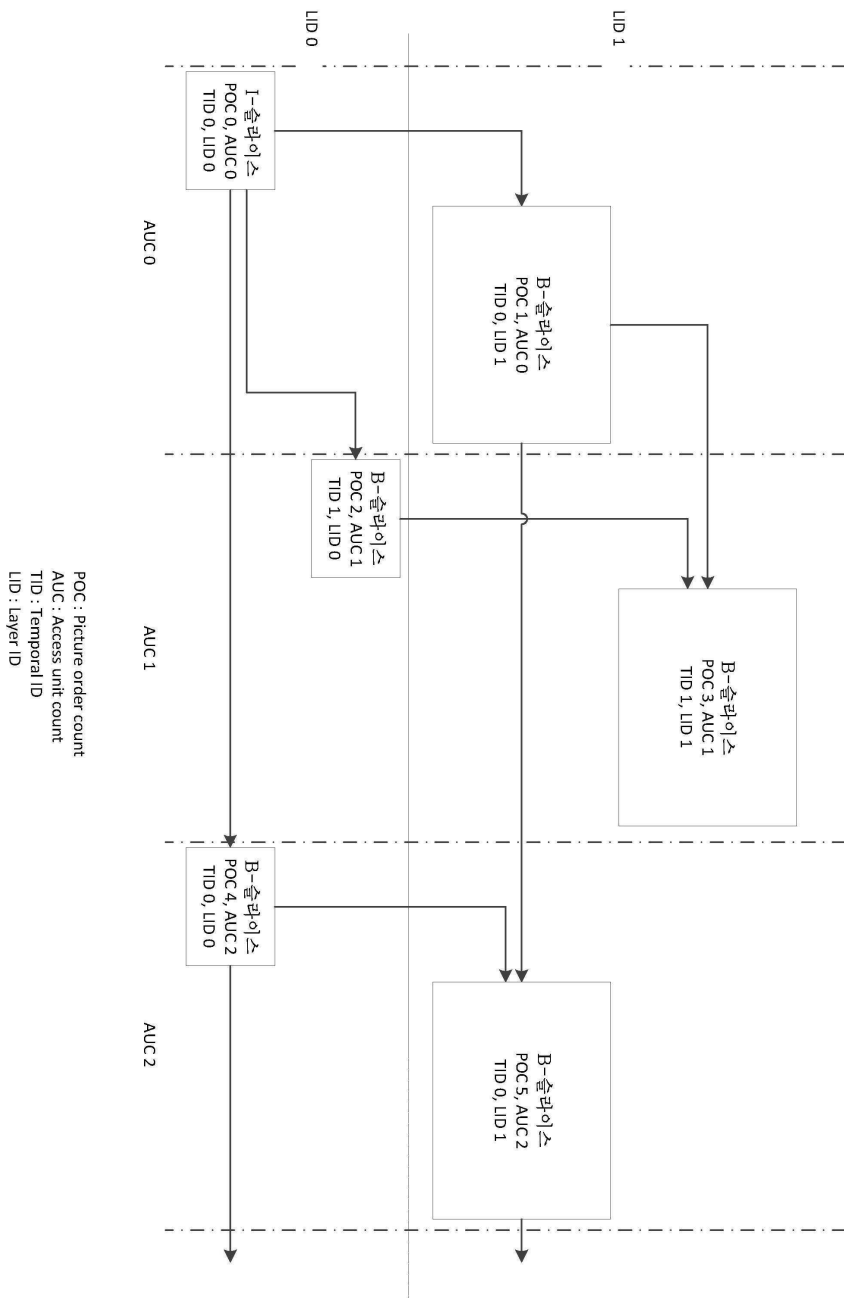 LID 1
LID 0
B-슬라이스
POC 1, AUC 0
TID 0, LID 1
B-슬라이스
POC 3, AUC 1
TID 1, LID 1
B-슬라이스
POC 5, AUC 2
TID 0, LID 1
I-슬라이스
POC 0, AUC 0
TID 0, LID 0
B-슬라이스
POC 2, AUC 1
TID 1, LID 0
B-슬라이스
POC 4, AUC 2
TID 0, LID 0
AUC 0
AUC 1
AUC 2
POC : Picture order count
AUC : Access unit count
TID : Temporal ID
LID : Layer ID